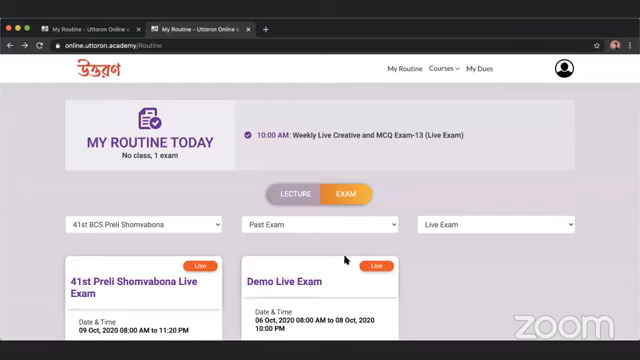 My Routine - Uttoron Online v
My Routine - Uttoron Online v
online.uttoron.academy/Routine
উত্তরণ
My Routine Courses My Dues
MY ROUTINE TODAY
No class, 1 exam
10:00 AM: Weekly Live Creative and MCQ Exam-13 (Live Exam)
LECTURE EXAM
41st BCS Preli Shomvabona Past Exam Live Exam
Live
41st Preli Shomvabona Live
Exam
Date & Time
09 Oct, 2020 08:00 AM to 11:20 PM
Live
Demo Live Exam
Date & Time
06 Oct, 2020 08:00 AM to 08 Oct, 2020
10:00 PM
zoom